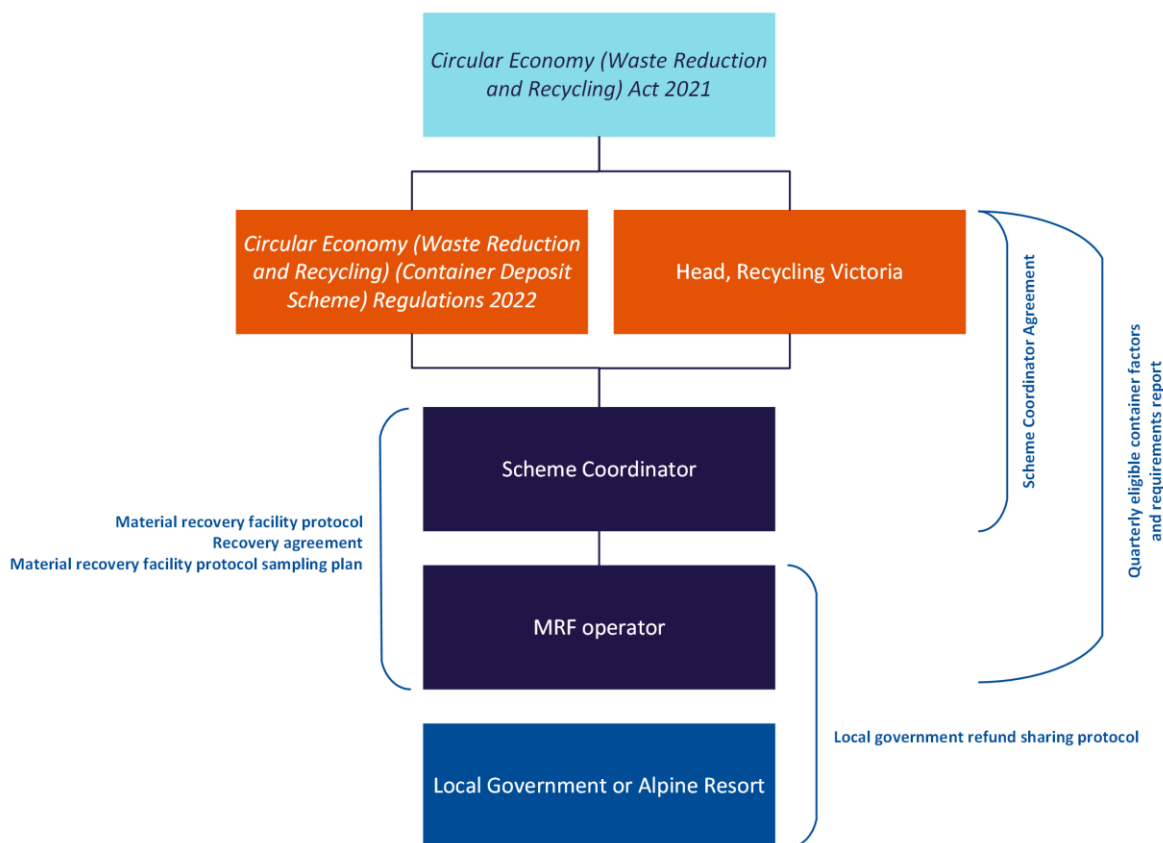 Circular Economy (Waste Reduction
and Recycling) Act 2021
Circular Economy (Waste Reduction
and Recycling) (Container Deposit
Scheme) Regulations 2022
Head, Recycling Victoria
Scheme Coordinator Agreement
Quarterly eligible container factors
and requirements report
Scheme Coordinator
Material recovery facility protocol
Recovery agreement
Material recovery facility protocol sampling plan
MRF operator
Local government refund sharing protocol
Local Government or Alpine Resort